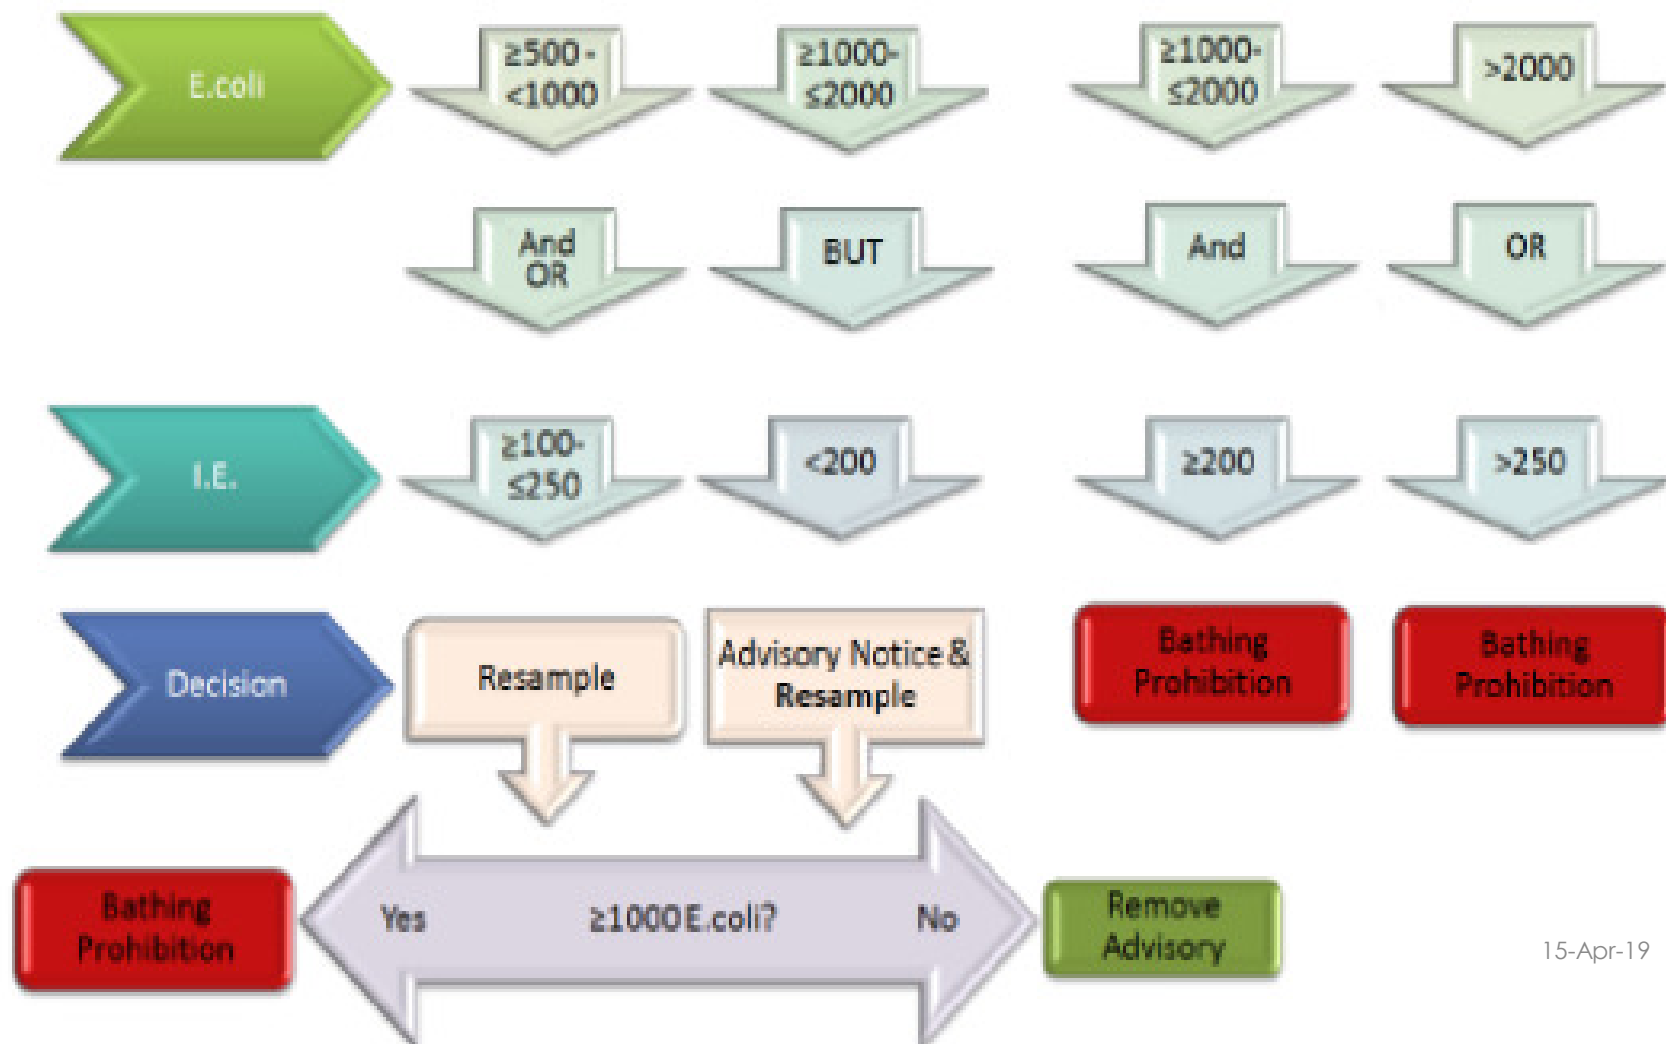 E.coli
≥500 -
<1000
≥1000-
≤2000
≥1000-
≤2000
>2000
And
OR
BUT
And
OR
I.E.
≥100-
≤250
<200
≥200
>250
Decision
Resample
Advisory Notice &
Resample
Bathing
Prohibition
Bathing
Prohibition
Bathing
Prohibition
Yes
≥1000 E.coli?
No
Remove
Advisory
15-Apr-19